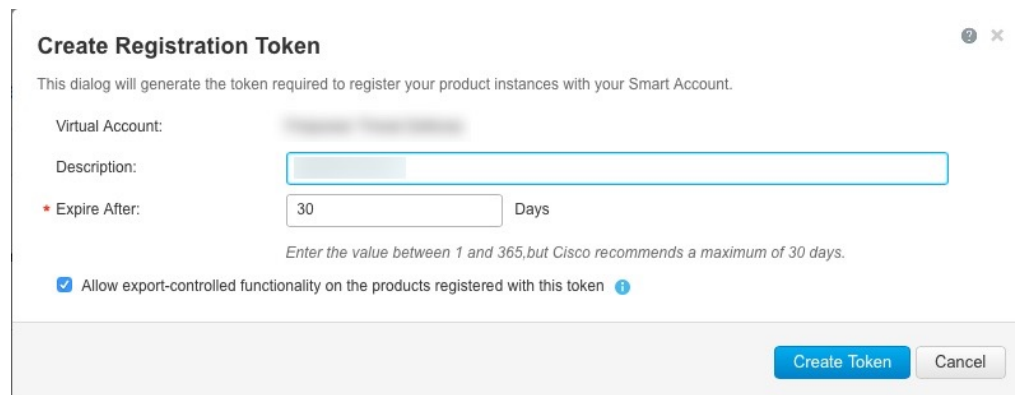 Create Registration Token
This dialog will generate the token required to register your product instances with your Smart Account.
Virtual Account:
Description:
* Expire After: 30 Days
Enter the value between 1 and 365,but Cisco recommends a maximum of 30 days.
Allow export-controlled functionality on the products registered with this token
Create Token Cancel